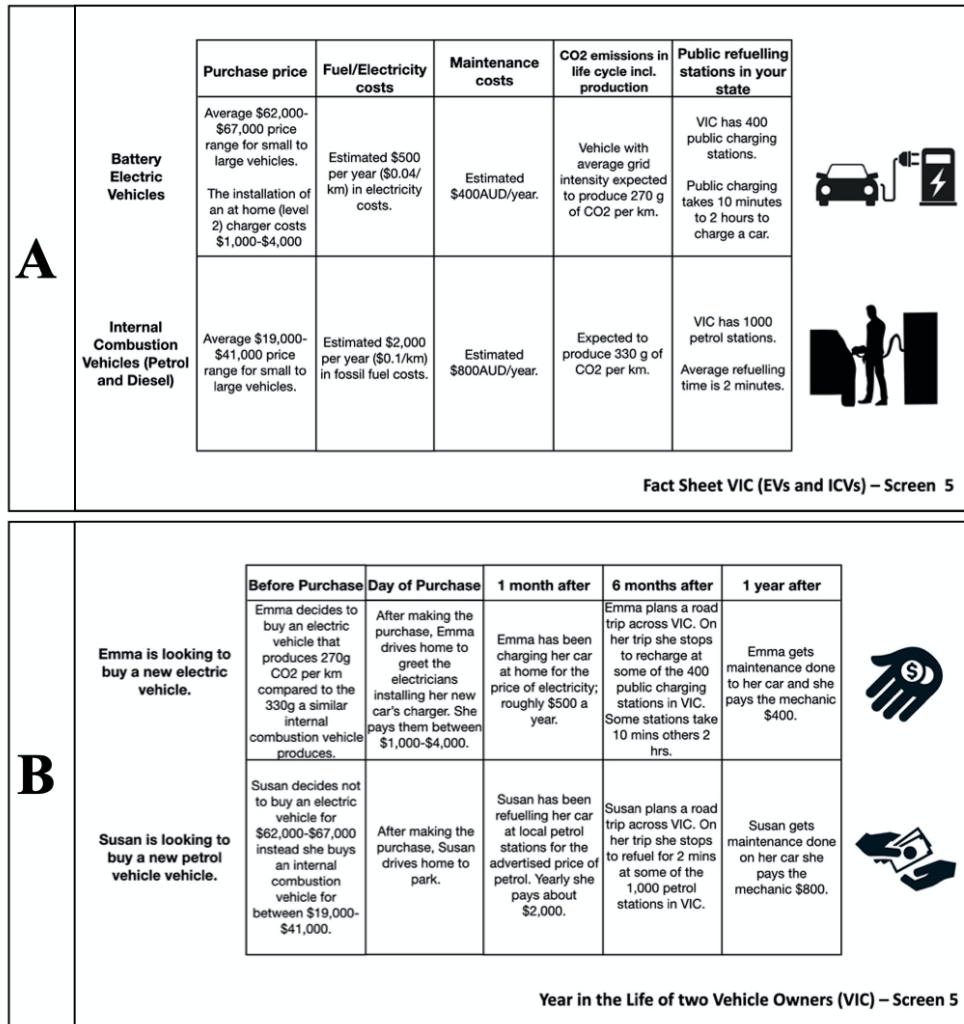 A
Purchase price
Fuel/Electricity
costs
Maintenance
costs
CO2 emissions in
life cycle incl.
production
Public refuelling
stations in your
state
Battery
Electric
Vehicles
Average $62,000-
$67,000 price
range for small to
large vehicles.
The installation of
an at home (level
2) charger costs
$1,000-$4,000
Estimated $500
per year ($0.04/
km) in electricity
costs.
Estimated
$400AUD/year.
Vehicle with
average grid
intensity expected
to produce 270 g
of CO2 per km.
VIC has 400
public charging
stations.
Public charging
takes 10 minutes
to 2 hours to
charge a car.
Internal
Combustion
Vehicles (Petrol
and Diesel)
Average $19,000-
$41,000 price
range for small to
large vehicles.
Estimated $2,000
per year ($0.1/km)
in fossil fuel costs.
Estimated
$800AUD/year.
Expected to
produce 330 g of
CO2 per km.
VIC has 1000
petrol stations.
Average refuelling
time is 2 minutes.
Fact Sheet VIC (EVs and ICVs) – Screen 5
B
Before Purchase
Day of Purchase
1 month after
6 months after
1 year after
Emma is looking to
buy a new electric
vehicle.
Emma decides to
buy an electric
vehicle that
produces 270g
CO2 per km
compared to the
330g a similar
internal
combustion vehicle
produces.
After making the
purchase, Emma
drives home to
greet the
electricians
installing her new
car's charger. She
pays them between
$1,000-$4,000.
Emma has been
charging her car
at home for the
price of electricity;
roughly $500 a
year.
Emma plans a road
trip across VIC. On
her trip she stops
to recharge at
some of the 400
public charging
stations in VIC.
Some stations take
10 mins others 2
hrs.
Emma gets
maintenance done
to her car and she
pays the mechanic
$400.
$
Susan is looking to
buy a new petrol
vehicle vehicle.
Susan decides not
to buy an electric
vehicle for
$62,000-$67,000
instead she buys
an internal
combustion
vehicle for
between $19,000-
$41,000.
After making the
purchase, Susan
drives home to
park.
Susan has been
refuelling her car
at local petrol
stations for the
advertised price of
petrol. Yearly she
pays about
$2,000.
Susan plans a road
trip across VIC. On
her trip she stops
to refuel for 2 mins
at some of the
1,000 petrol
stations in VIC.
Susan gets
maintenance done
on her car she
pays the
mechanic $800.
Year in the Life of two Vehicle Owners (VIC) – Screen 5